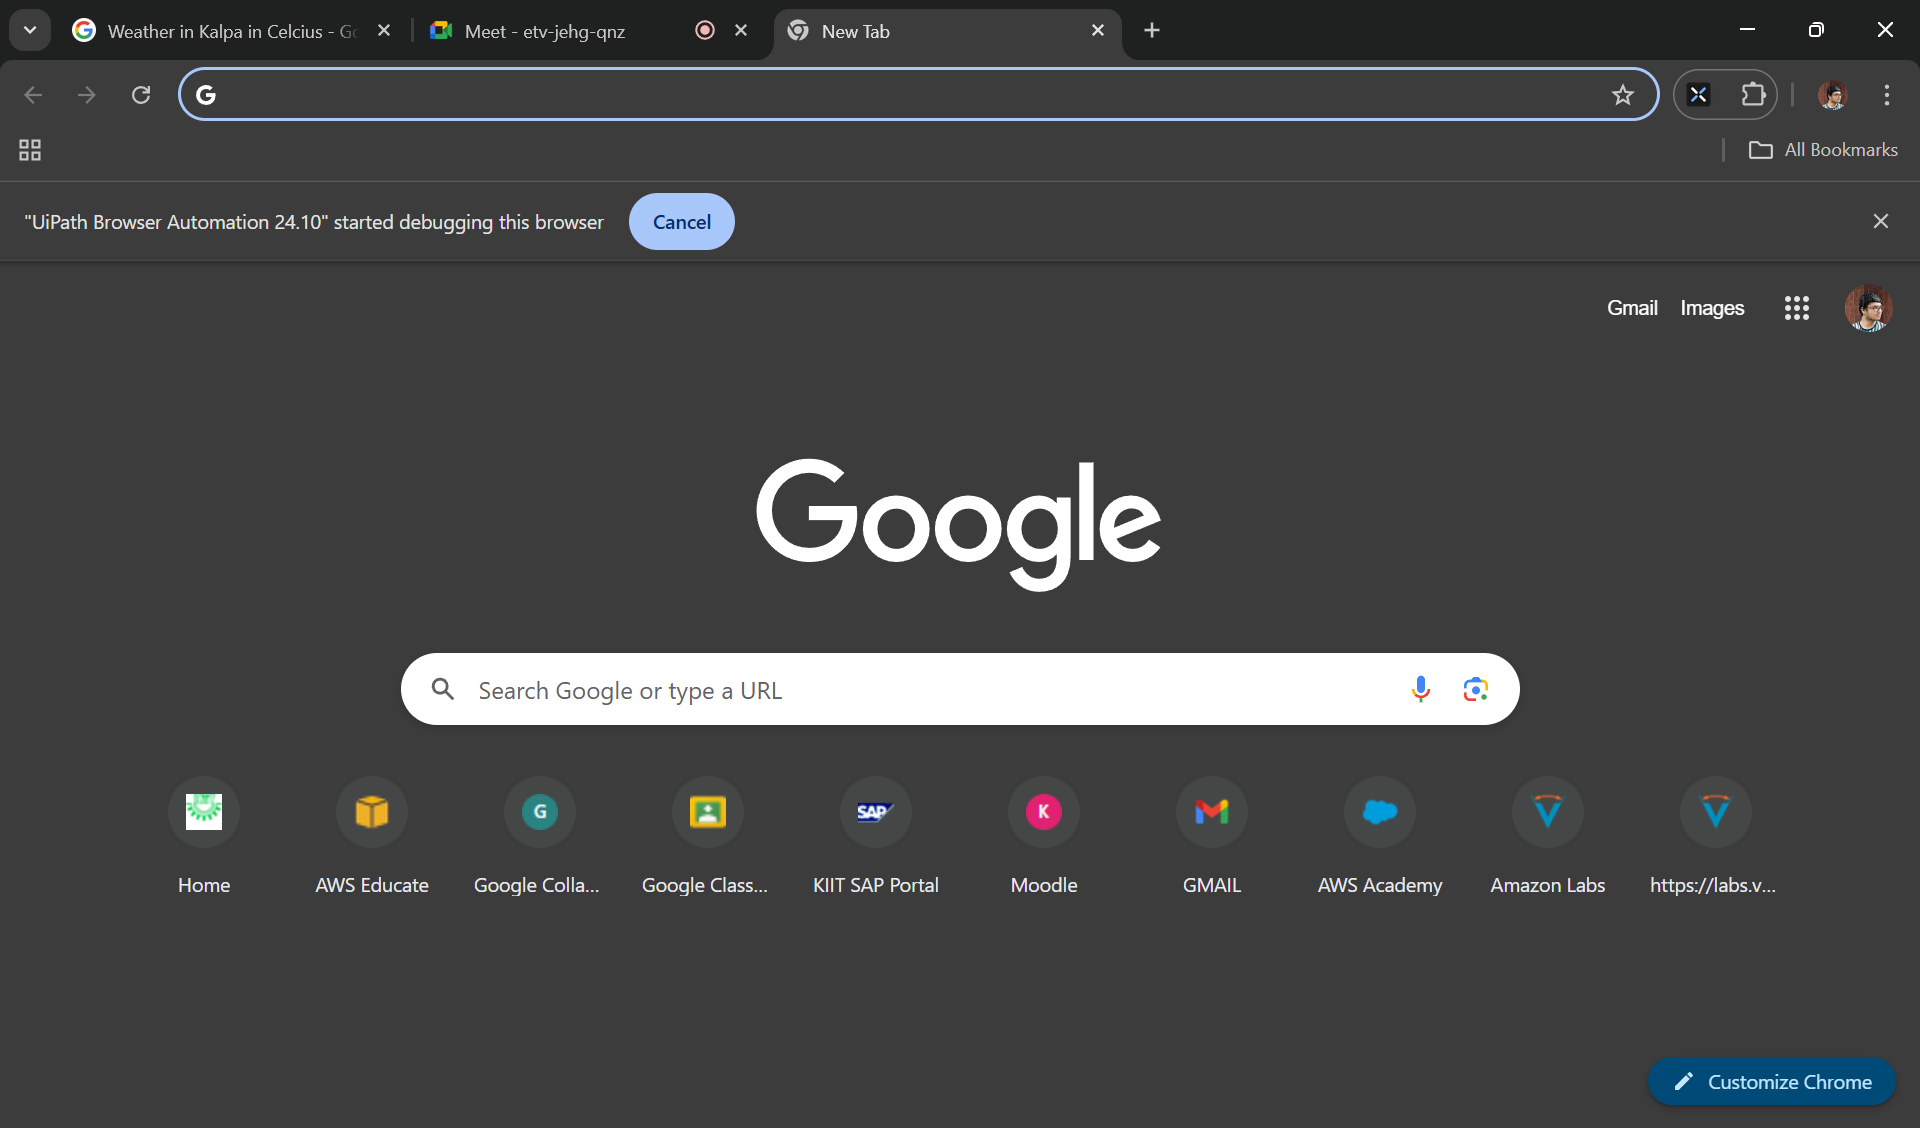 Weather in Kalpa in Celcius - Go
Meet - etv-jehg-qnz
New Tab
All Bookmarks
"UiPath Browser Automation 24.10" started debugging this browser
Cancel
Gmail Images
Google
Search Google or type a URL
G
SAP
K
Home
AWS Educate
Google Colla...
Google Class...
KIIT SAP Portal
Moodle
GMAIL
AWS Academy
Amazon Labs
https://labs.v...
Customize Chrome